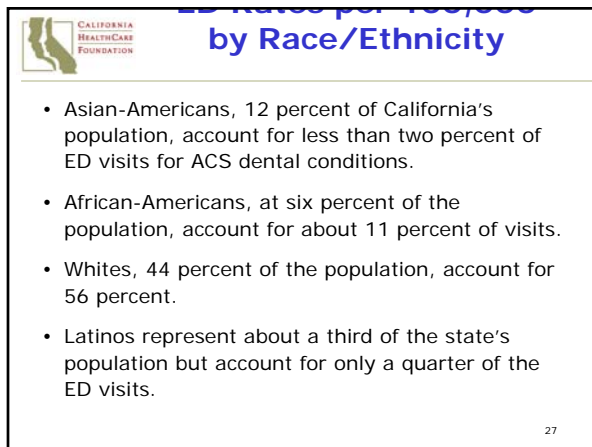 CALIFORNIA
HEALTHCARE
FOUNDATION
by Race/Ethnicity
• Asian-Americans, 12 percent of California's
population, account for less than two percent of
ED visits for ACS dental conditions.
• African-Americans, at six percent of the
population, account for about 11 percent of visits.
• Whites, 44 percent of the population, account for
56 percent.
• Latinos represent about a third of the state's
population but account for only a quarter of the
ED visits.
27